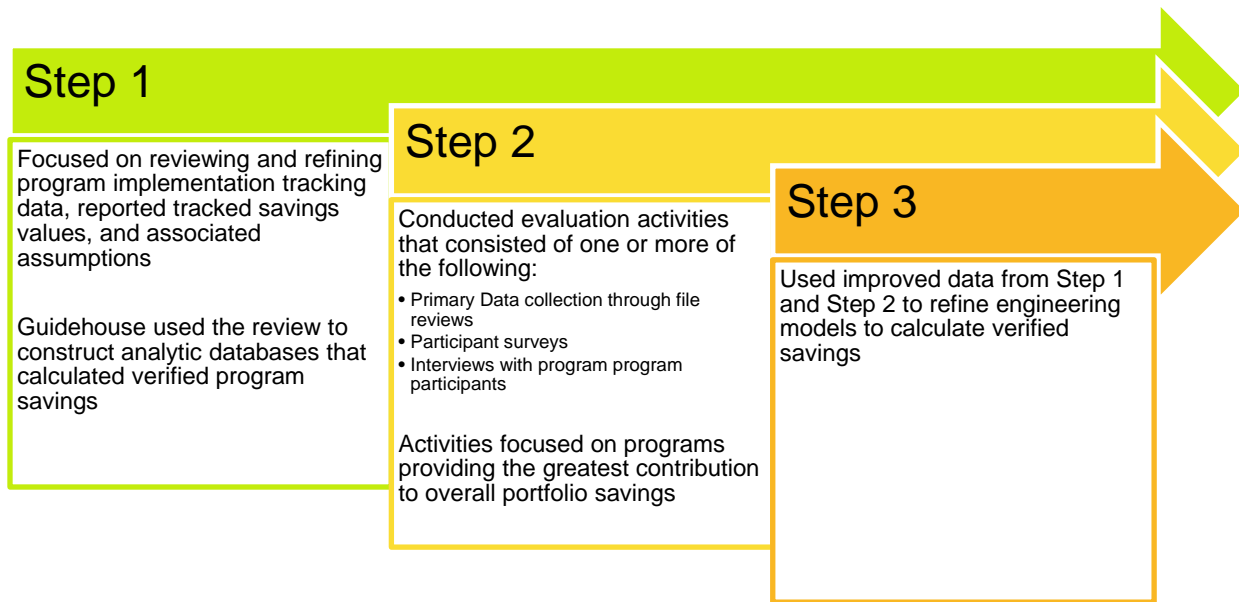 Step 1
Focused on reviewing and refining
program implementation tracking
data, reported tracked savings
values, and associated
assumptions
Guidehouse used the review to
construct analytic databases that
calculated verified program
savings
Step 2
Conducted evaluation activities
that consisted of one or more of
the following:
• Primary Data collection through file
reviews
• Participant surveys
• Interviews with program program
participants
Activities focused on programs
providing the greatest contribution
to overall portfolio savings
Step 3
Used improved data from Step 1
and Step 2 to refine engineering
models to calculate verified
savings